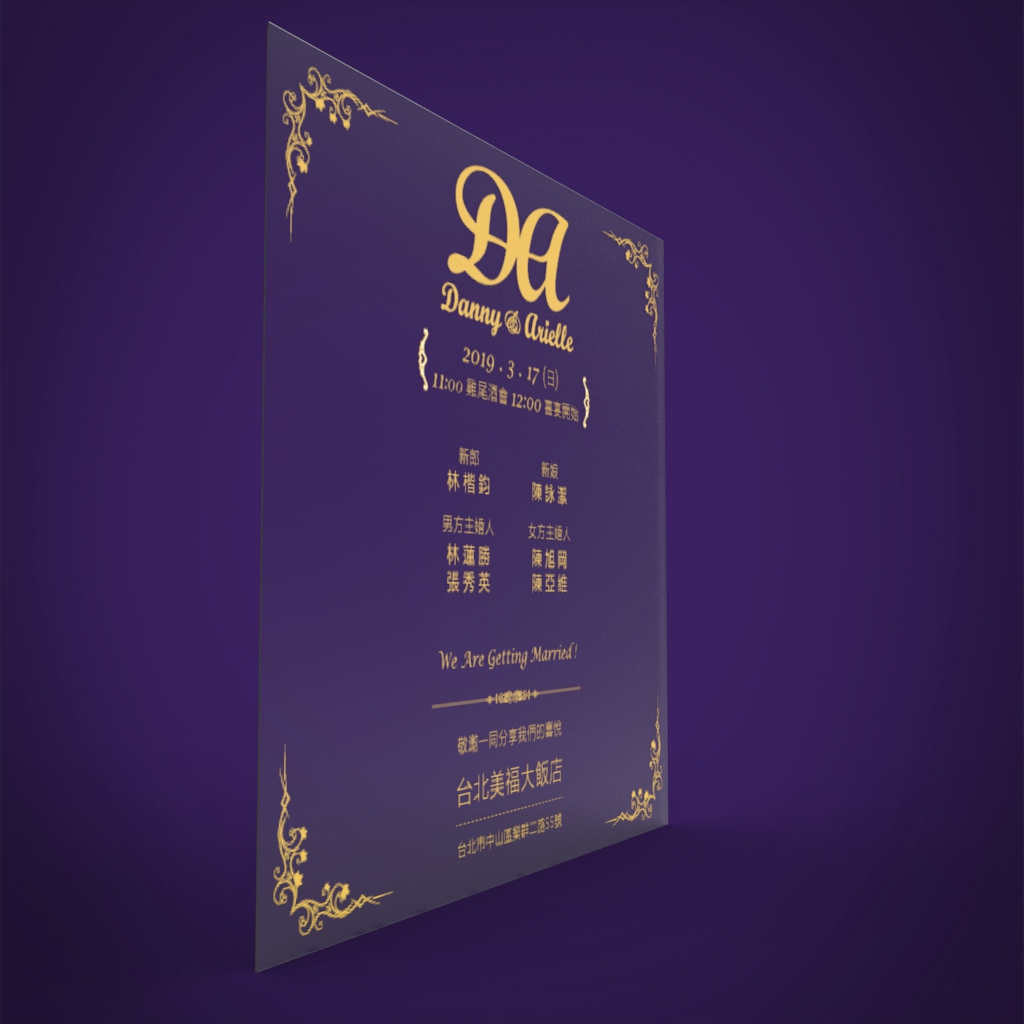 DA
Danny & Arielle
2019 . 3 . 17 (日)
11:00 雞尾酒會 12:00 喜宴開始
新郎 新娘
林楷鈞 陳詠潔
男方主婚人 女方主婚人
林蓮勝 陳旭岡
張秀英 陳亞維
We Are Getting Married!
敬邀一同分享我們的喜悅
台北美福大飯店
台北市中山區樂群二路55號